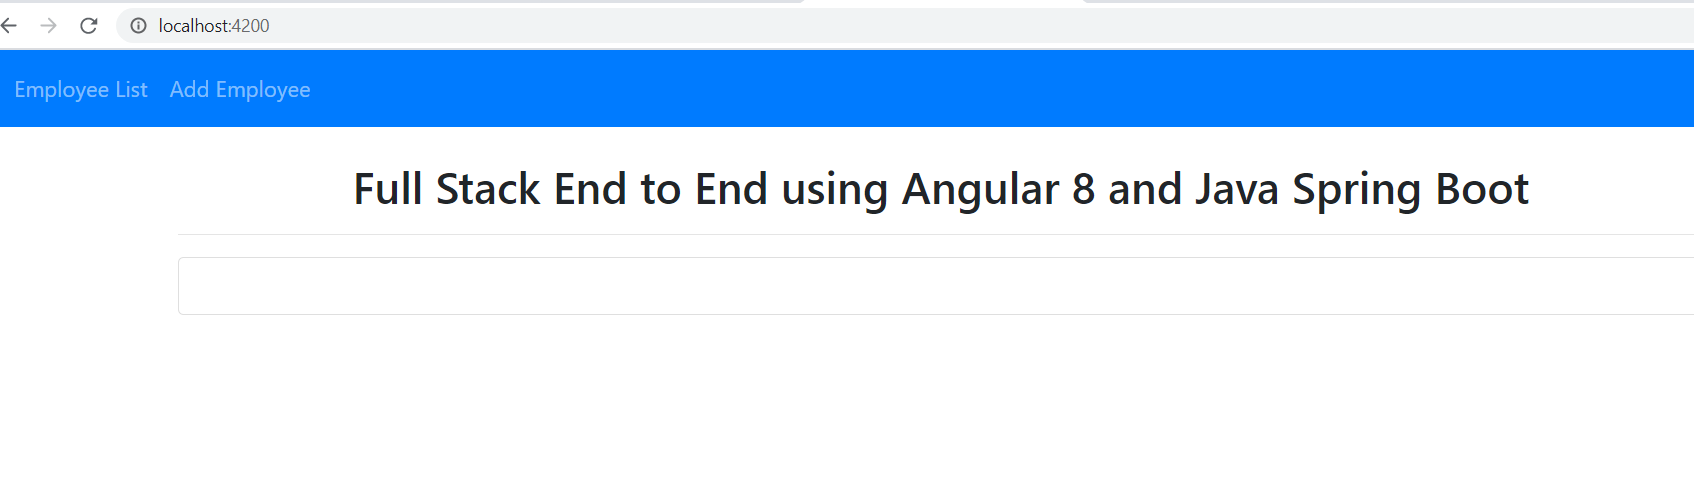 localhost:4200
Employee List Add Employee
Full Stack End to End using Angular 8 and Java Spring Boot